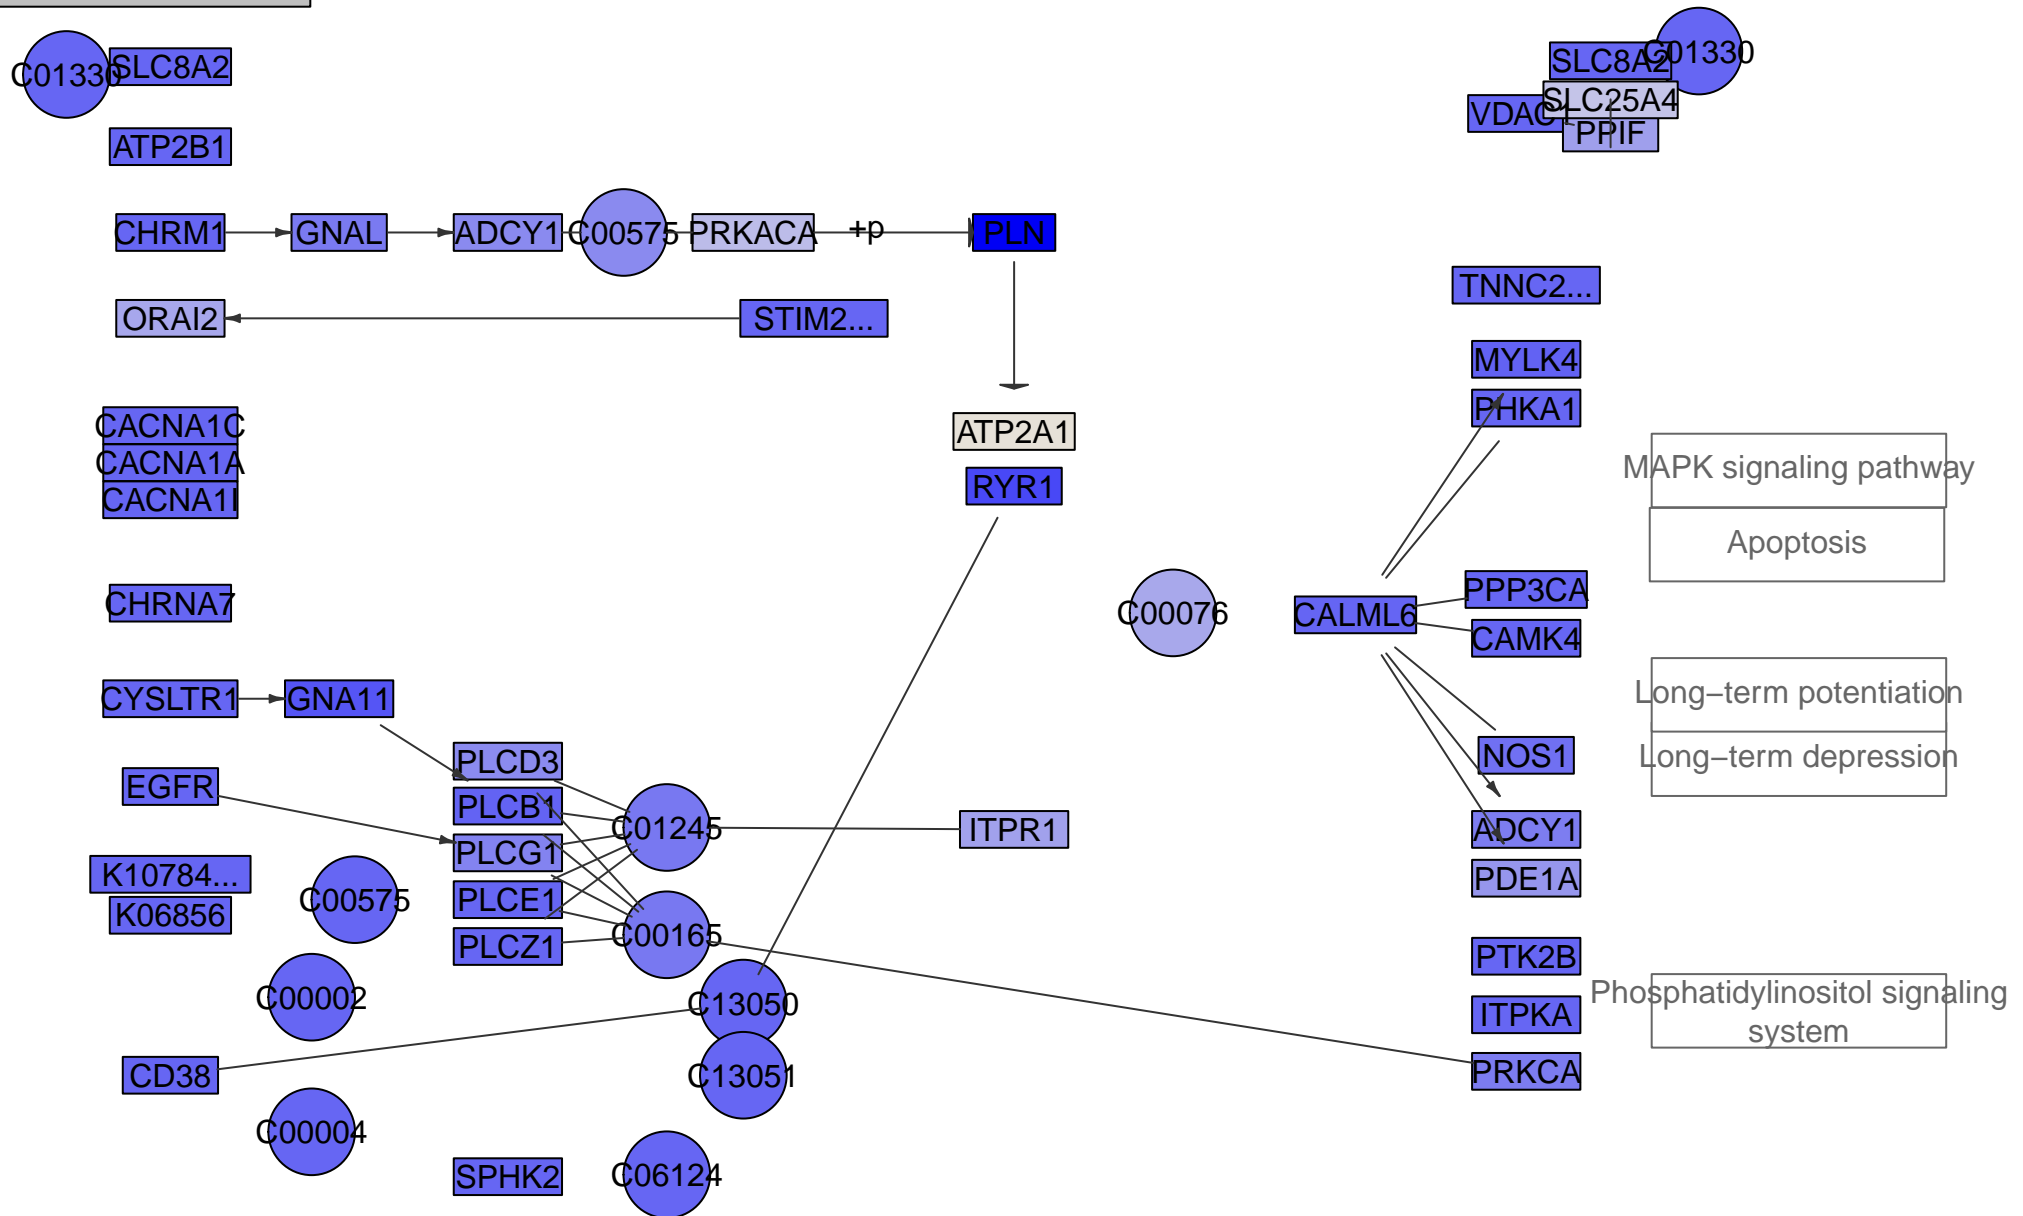 C01330
SLC8A2
SLC8A2
C01330
SLC25A4
VDAC1
PPIF
ATP2B1
CHRM1
GNAL
ADCY1
C00575
PRKACA
+p
PLN
TNNC2...
ORAI2
STIM2...
MYLK4
PHKA1
CACNA1C
CACNA1A
CACNA1I
ATP2A1
RYR1
MAPK signaling pathway
Apoptosis
CHRNA7
C00076
CALML6
PPP3CA
CAMK4
CYSLTR1
GNA11
Long–term potentiation
Long–term depression
NOS1
PLCD3
EGFR
PLCB1
C01245
ITPR1
ADCY1
PLCG1
PDE1A
K10784...
K06856
C00575
PLCE1
PLCZ1
C00165
PTK2B
C00002
C13050
ITPKA
Phosphatidylinositol signaling
system
CD38
C13051
PRKCA
C00004
SPHK2
C06124